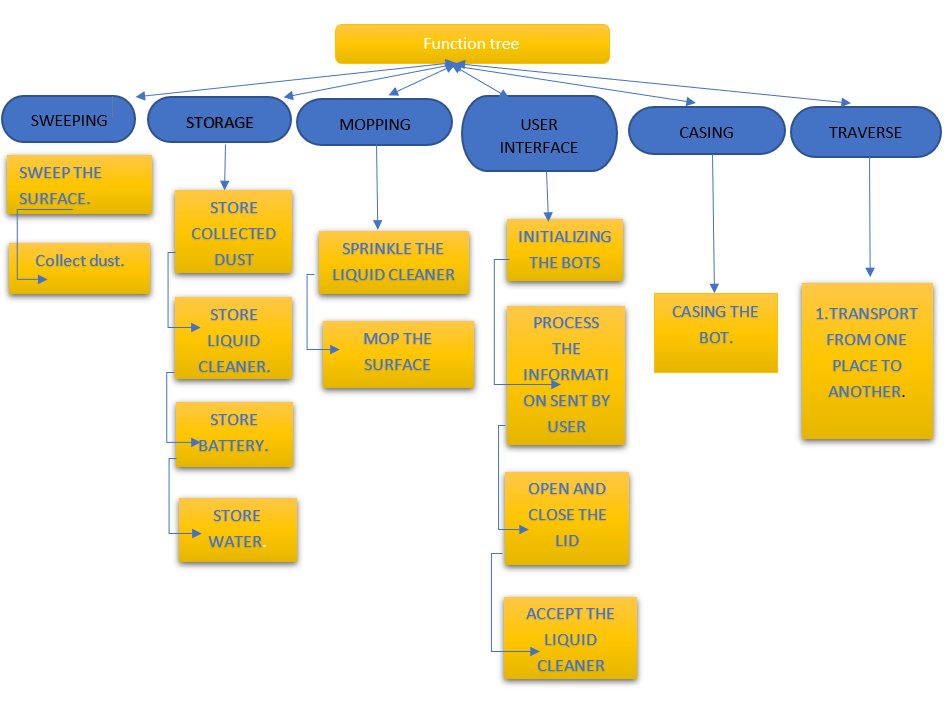 Function tree
SWEEPING
STORAGE
MOPPING
USER
INTERFACE
CASING
TRAVERSE
SWEEP THE
SURFACE.
Collect dust.
STORE
COLLECTED
DUST
STORE
LIQUID
CLEANER.
STORE
BATTERY.
STORE
WATER.
SPRINKLE THE
LIQUID CLEANER
MOP THE
SURFACE
INITIALIZING
THE BOTS
PROCESS
THE
INFORMATI
ON SENT BY
USER
OPEN AND
CLOSE THE
LID
ACCEPT THE
LIQUID
CLEANER
CASING THE
BOT.
1.TRANSPORT
FROM ONE
PLACE TO
ANOTHER.